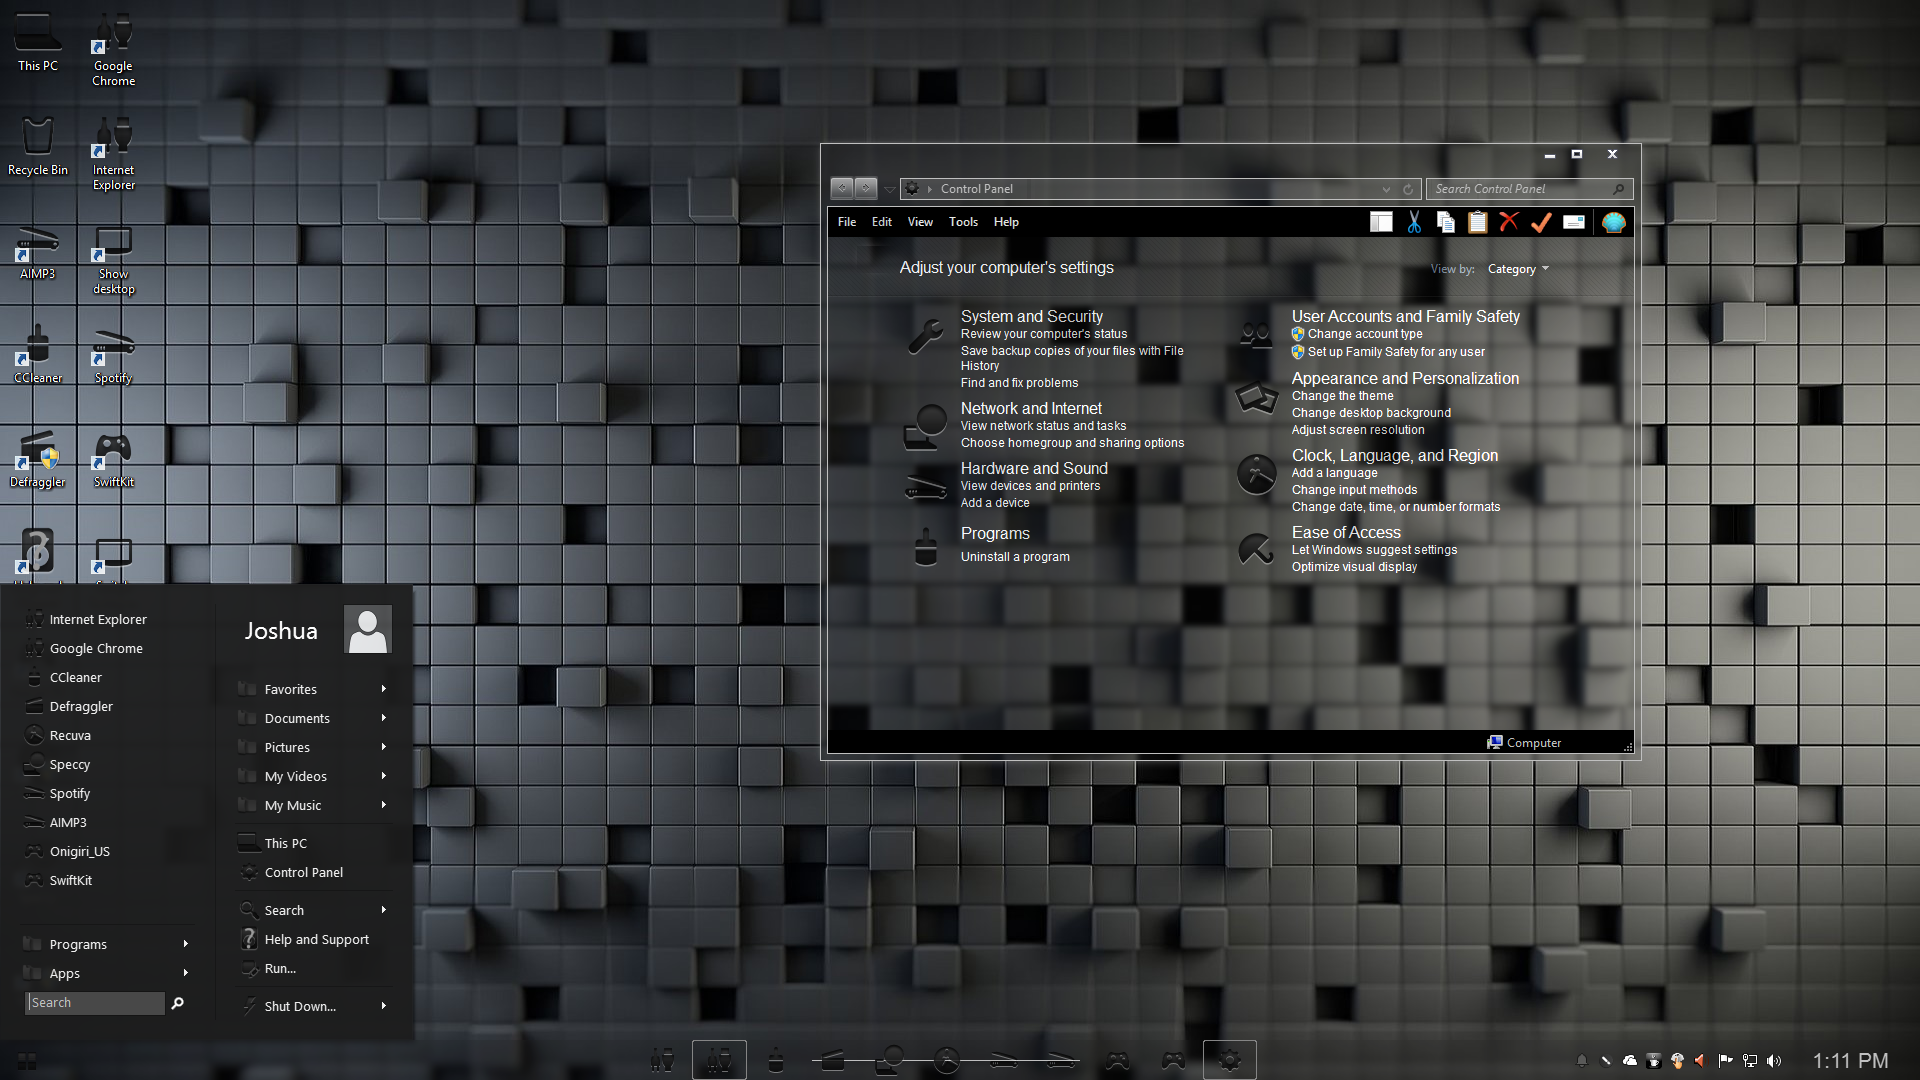 This PC
Google
Chrome
Recycle Bin
Internet
Explorer
AIMP3
Show
desktop
CCleaner
Spotify
Defraggler
SwiftKit
Internet Explorer
Google Chrome
CCleaner
Defraggler
Recuva
Speccy
Spotify
AIMP3
Onigiri_US
SwiftKit
Programs
Apps
Search
Joshua
Favorites
Documents
Pictures
My Videos
My Music
This PC
Control Panel
Search
Help and Support
Run...
Shut Down...
Control Panel
Search Control Panel
File Edit View Tools Help
Adjust your computer's settings
View by: Category
System and Security
Review your computer's status
Save backup copies of your files with File
History
Find and fix problems
Network and Internet
View network status and tasks
Choose homegroup and sharing options
Hardware and Sound
View devices and printers
Add a device
Programs
Uninstall a program
User Accounts and Family Safety
Change account type
Set up Family Safety for any user
Appearance and Personalization
Change the theme
Change desktop background
Adjust screen resolution
Clock, Language, and Region
Add a language
Change input methods
Change date, time, or number formats
Ease of Access
Let Windows suggest settings
Optimize visual display
Computer
1:11 PM